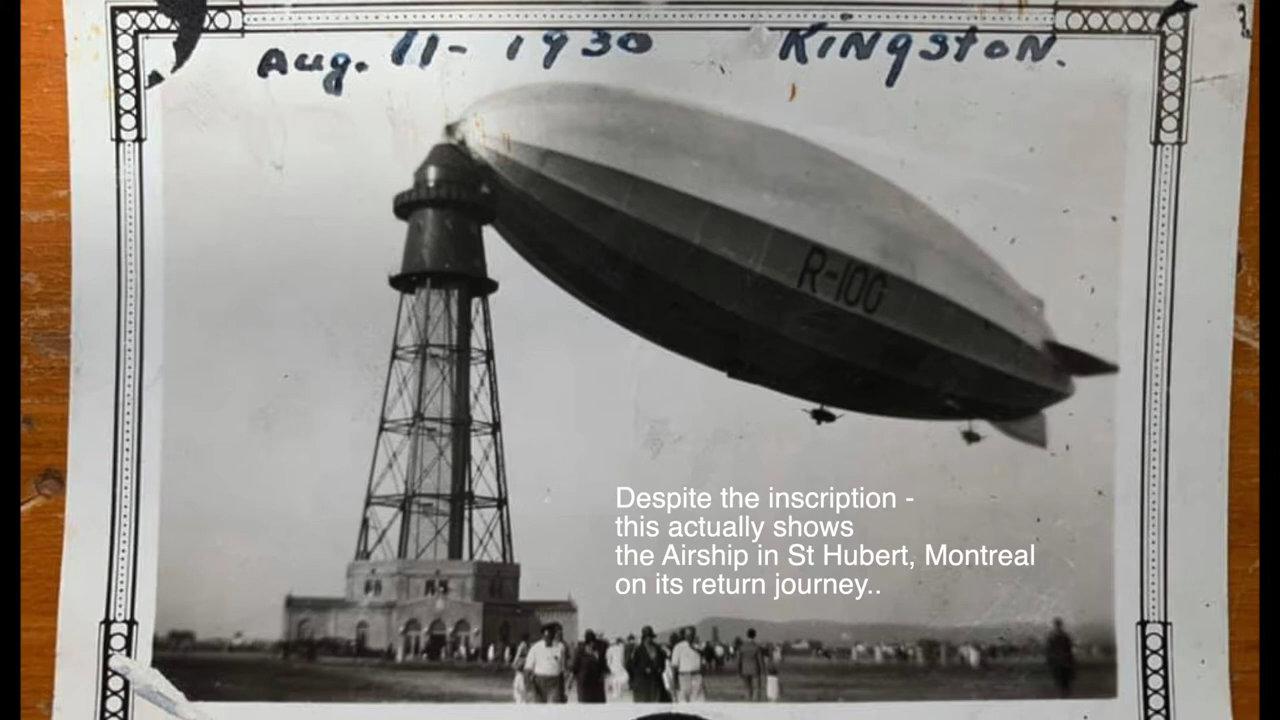 Aug. 11 - 1930 Kingston.
R-100
Despite the inscription -
this actually shows
the Airship in St Hubert, Montreal
on its return journey..